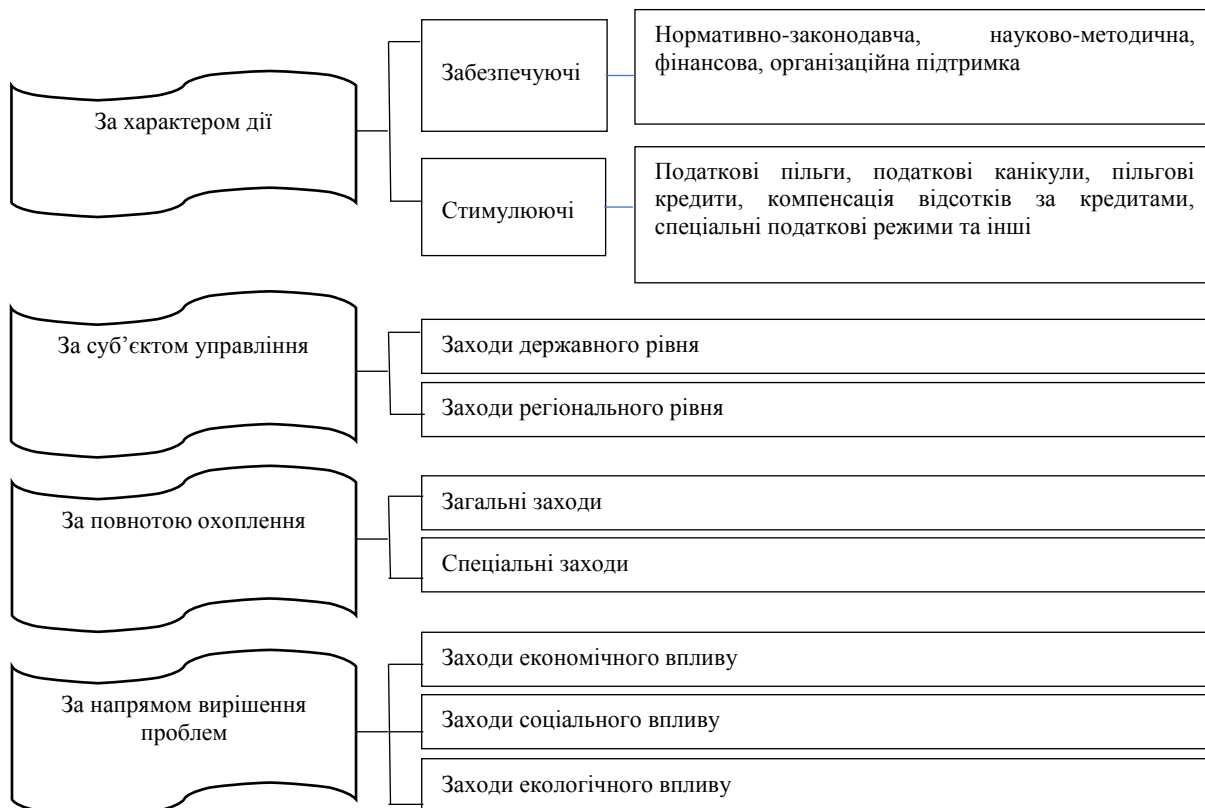 За характером дії
Забезпечуючі
Нормативно-законодавча, науково-методична,
фінансова, організаційна підтримка
Стимулюючі
Податкові пільги, податкові канікули, пільгові
кредити, компенсація відсотків за кредитами,
спеціальні податкові режими та інші
За суб’єктом управління
Заходи державного рівня
Заходи регіонального рівня
За повнотою охоплення
Загальні заходи
Спеціальні заходи
За напрямом вирішення
проблем
Заходи економічного впливу
Заходи соціального впливу
Заходи екологічного впливу